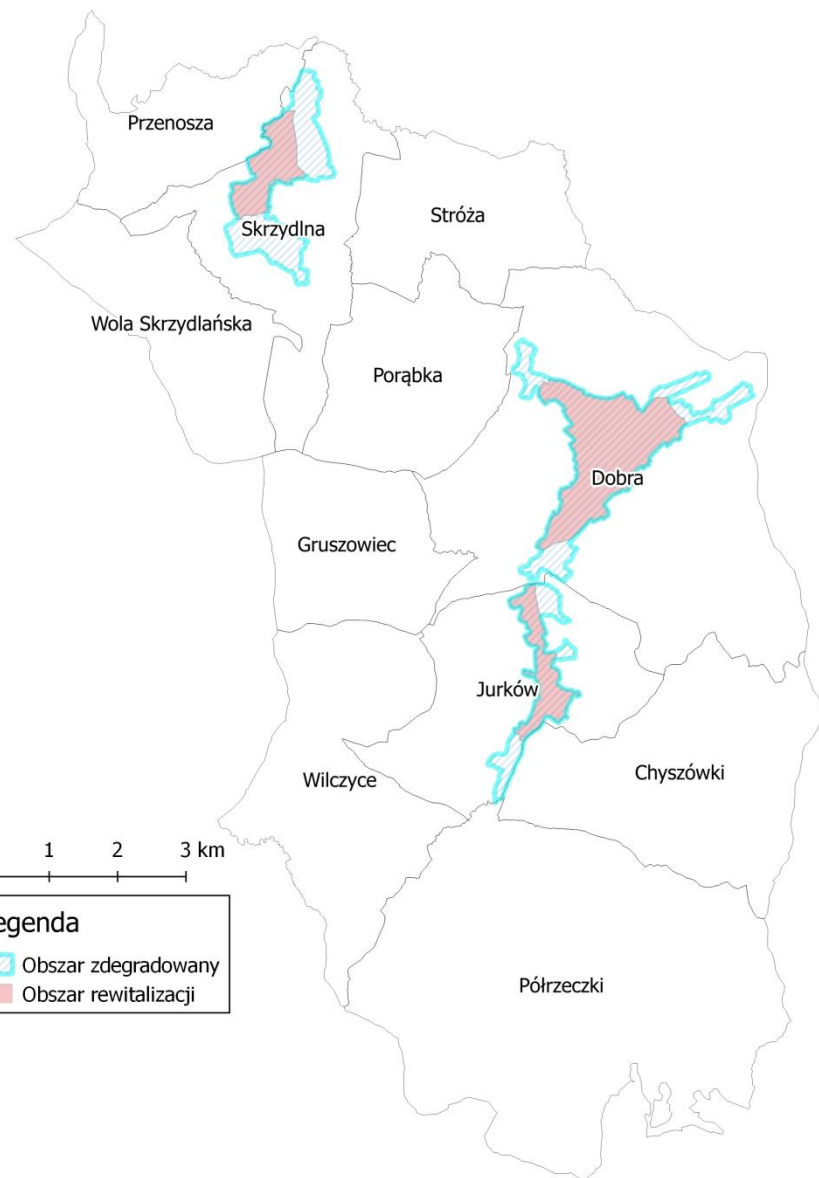 Przenosza
Skrzydlna
Stróża
Wola Skrzydlańska
Porąbka
Dobra
Gruszowiec
Jurków
Wilczyce
Chyszówki
1 2 3 km
egenda
Obszar zdegradowany
Obszar rewitalizacji
Półrzeczki